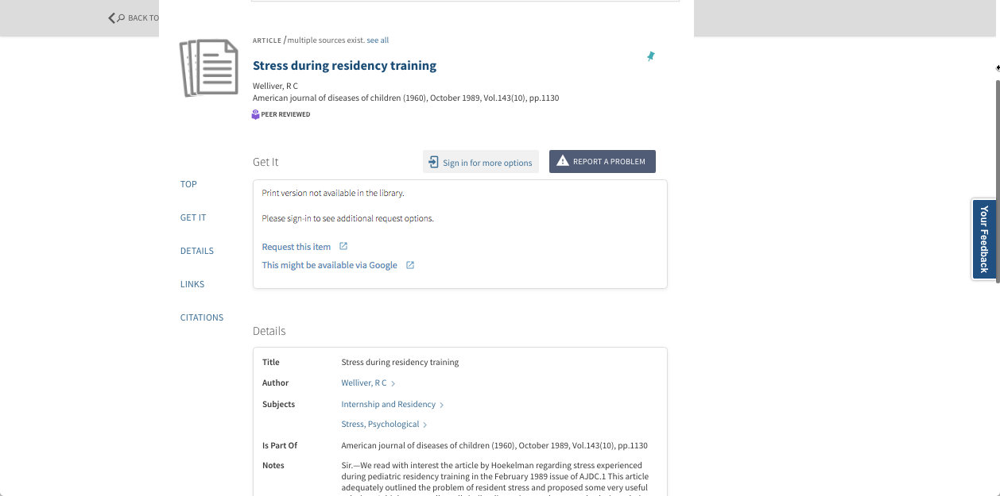 BACK TO
ARTICLE / multiple sources exist. see all
Stress during residency training
Welliver, R C
American journal of diseases of children (1960), October 1989, Vol.143(10), pp.1130
PEER REVIEWED
Get It
Sign in for more options
REPORT A PROBLEM
Print version not available in the library.
Please sign-in to see additional request options.
Request this item
This might be available via Google
TOP
GET IT
DETAILS
LINKS
CITATIONS
Your Feedback
Details
Title Stress during residency training
Author Welliver, R C
Subjects Internship and Residency
Stress, Psychological
Is Part Of American journal of diseases of children (1960), October 1989, Vol.143(10), pp.1130
Notes Sir.—We read with interest the article by Hoekelman regarding stress experienced
during pediatric residency training in the February 1989 issue of AJDC.1 This article
adequately outlined the problem of resident stress and proposed some very useful